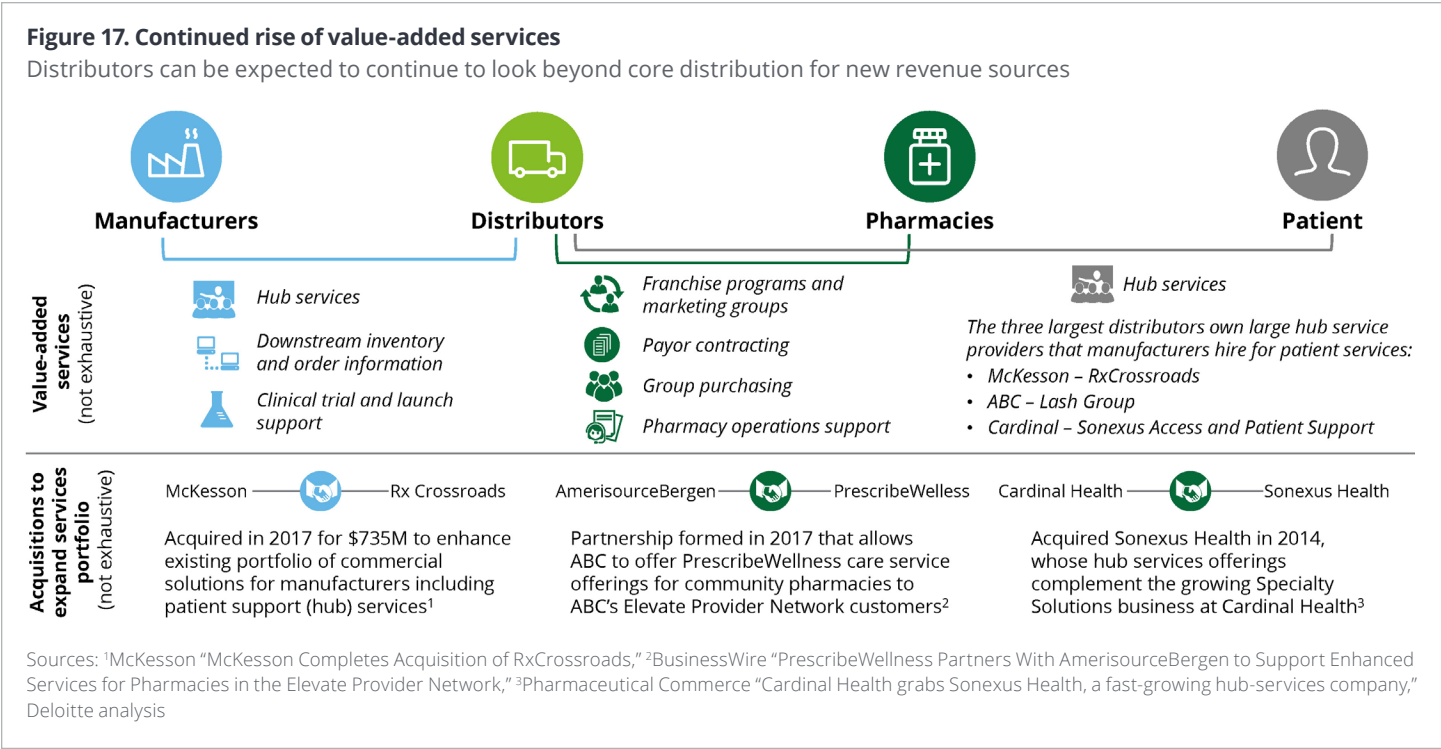 Figure 17. Continued rise of value-added services
Distributors can be expected to continue to look beyond core distribution for new revenue sources
Manufacturers
Distributors
Pharmacies
Patient
Value-added
services
(not exhaustive)
Hub services
Downstream inventory
and order information
Clinical trial and launch
support
Franchise programs and
marketing groups
Payor contracting
Group purchasing
Pharmacy operations support
Hub services
The three largest distributors own large hub service
providers that manufacturers hire for patient services:
• McKesson – RxCrossroads
• ABC – Lash Group
• Cardinal – Sonexus Access and Patient Support
Acquisitions to
expand services
portfolio
(not exhaustive)
McKesson
Rx Crossroads
Acquired in 2017 for $735M to enhance
existing portfolio of commercial
solutions for manufacturers including
patient support (hub) services¹
AmerisourceBergen
PrescribeWelless
Partnership formed in 2017 that allows
ABC to offer PrescribeWellness care service
offerings for community pharmacies to
ABC’s Elevate Provider Network customers²
Cardinal Health
Sonexus Health
Acquired Sonexus Health in 2014,
whose hub services offerings
complement the growing Specialty
Solutions business at Cardinal Health³
Sources: ¹McKesson “McKesson Completes Acquisition of RxCrossroads,” ²BusinessWire “PrescribeWellness Partners With AmerisourceBergen to Support Enhanced
Services for Pharmacies in the Elevate Provider Network,” ³Pharmaceutical Commerce “Cardinal Health grabs Sonexus Health, a fast-growing hub-services company,”
Deloitte analysis